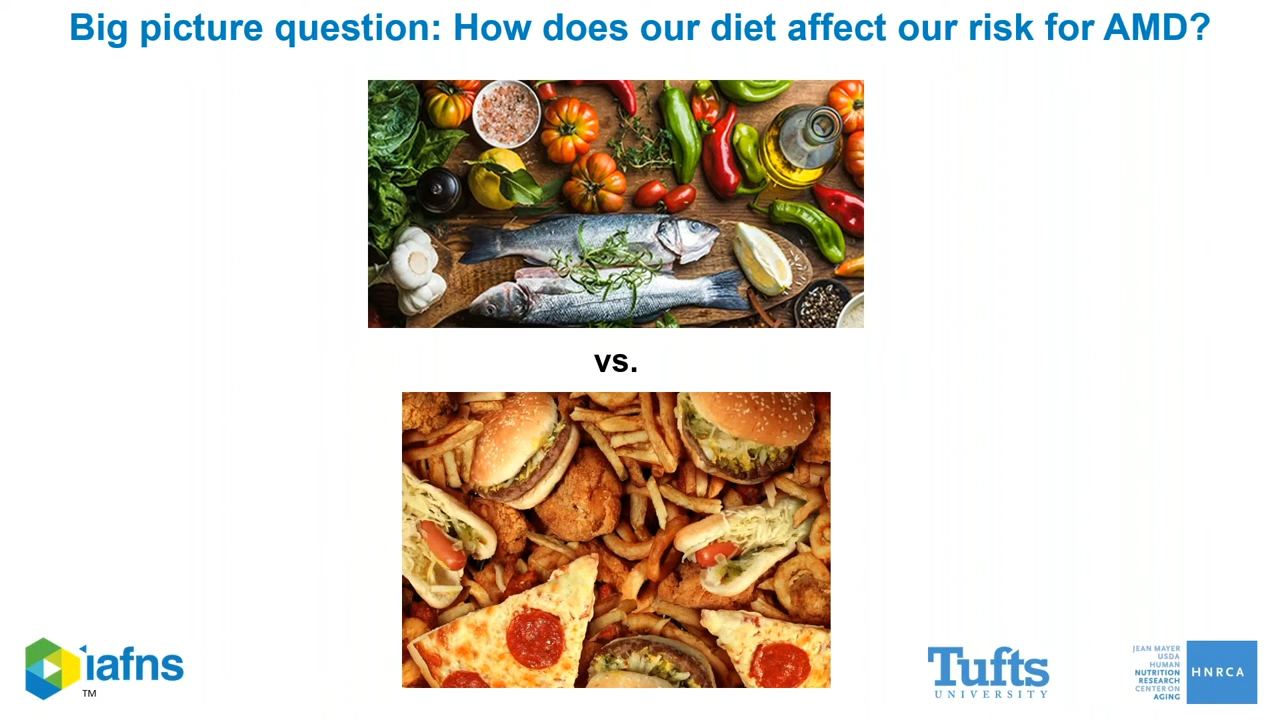 Big picture question: How does our diet affect our risk for AMD?
vs.
iafns
TM
Tufts
UNIVERSITY
JEAN MAYER
USDA
HUMAN
NUTRITION
RESEARCH
CENTER ON
AGING
HNRCA